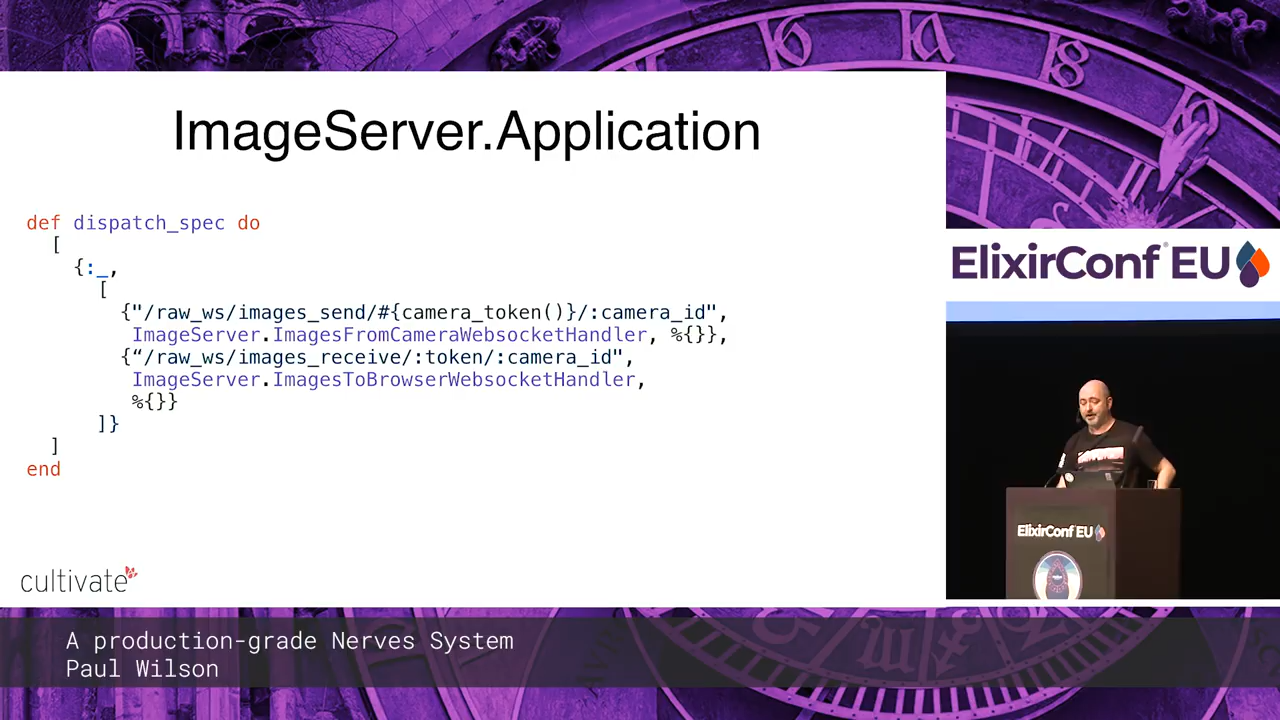 ImageServer.Application
def dispatch_spec do
[
{:_,
[
{"/raw_ws/images_send/#{camera_token()}/:camera_id",
ImageServer.ImagesFromCameraWebsocketHandler, %{}},
{“/raw_ws/images_receive/:token/:camera_id",
ImageServer.ImagesToBrowserWebsocketHandler,
%{}}
]}
]
end
cultivate
ElixirConf® EU
ElixirConf EU
A production-grade Nerves System
Paul Wilson